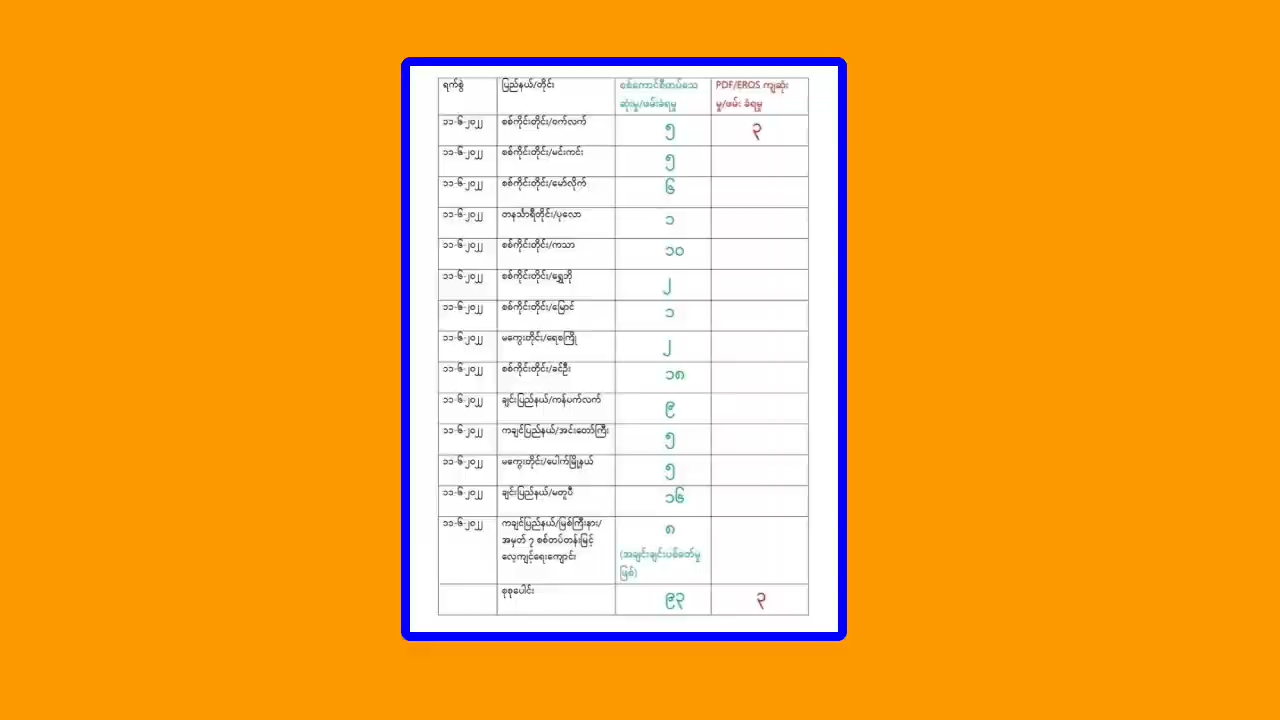 ရက်စွဲ ပြည်နယ်/တိုင်း စစ်ကောင်စီတပ်သေ PDF/EROS ကျဆုံး
ဆုံးမှု/ဖမ်းခံရမှု မှု/ဖမ်း ခံရမှု
၁၁-၆-၂၀၂၂ စစ်ကိုင်းတိုင်း/ဝက်လက် ၅ ၃
၁၁-၆-၂၀၂၂ စစ်ကိုင်းတိုင်း/မင်းကင်း ၅
၁၁-၆-၂၀၂၂ စစ်ကိုင်းတိုင်း/မော်လိုက် ၆
၁၁-၆-၂၀၂၂ တနင်္သာရီတိုင်း/ပုလော ၁
၁၁-၆-၂၀၂၂ စစ်ကိုင်းတိုင်း/ကသာ ၁၀
၁၁-၆-၂၀၂၂ စစ်ကိုင်းတိုင်း/ရွှေဘို ၂
၁၁-၆-၂၀၂၂ စစ်ကိုင်းတိုင်း/မြောင် ၁
၁၁-၆-၂၀၂၂ မကွေးတိုင်း/ရေစကြို ၂
၁၁-၆-၂၀၂၂ စစ်ကိုင်းတိုင်း/ခင်ဦး ၁၈
၁၁-၆-၂၀၂၂ ချင်းပြည်နယ်/ကန်ပက်လက် ၉
၁၁-၆-၂၀၂၂ ကချင်ပြည်နယ်/အင်းတော်ကြီး ၅
၁၁-၆-၂၀၂၂ မကွေးတိုင်း/ပေါက်မြို့နယ် ၅
၁၁-၆-၂၀၂၂ ချင်းပြည်နယ်/မတူပီ ၁၆
၁၁-၆-၂၀၂၂ ကချင်ပြည်နယ်/မြစ်ကြီးနား/ ၈
အမှတ် ၇ စစ်တပ်တန်းမြင့်
လေ့ကျင့်ရေးကျောင်း (အချင်းချင်းပစ်ခတ်မှု
ဖြစ်)
စုစုပေါင်း ၉၃ ၃